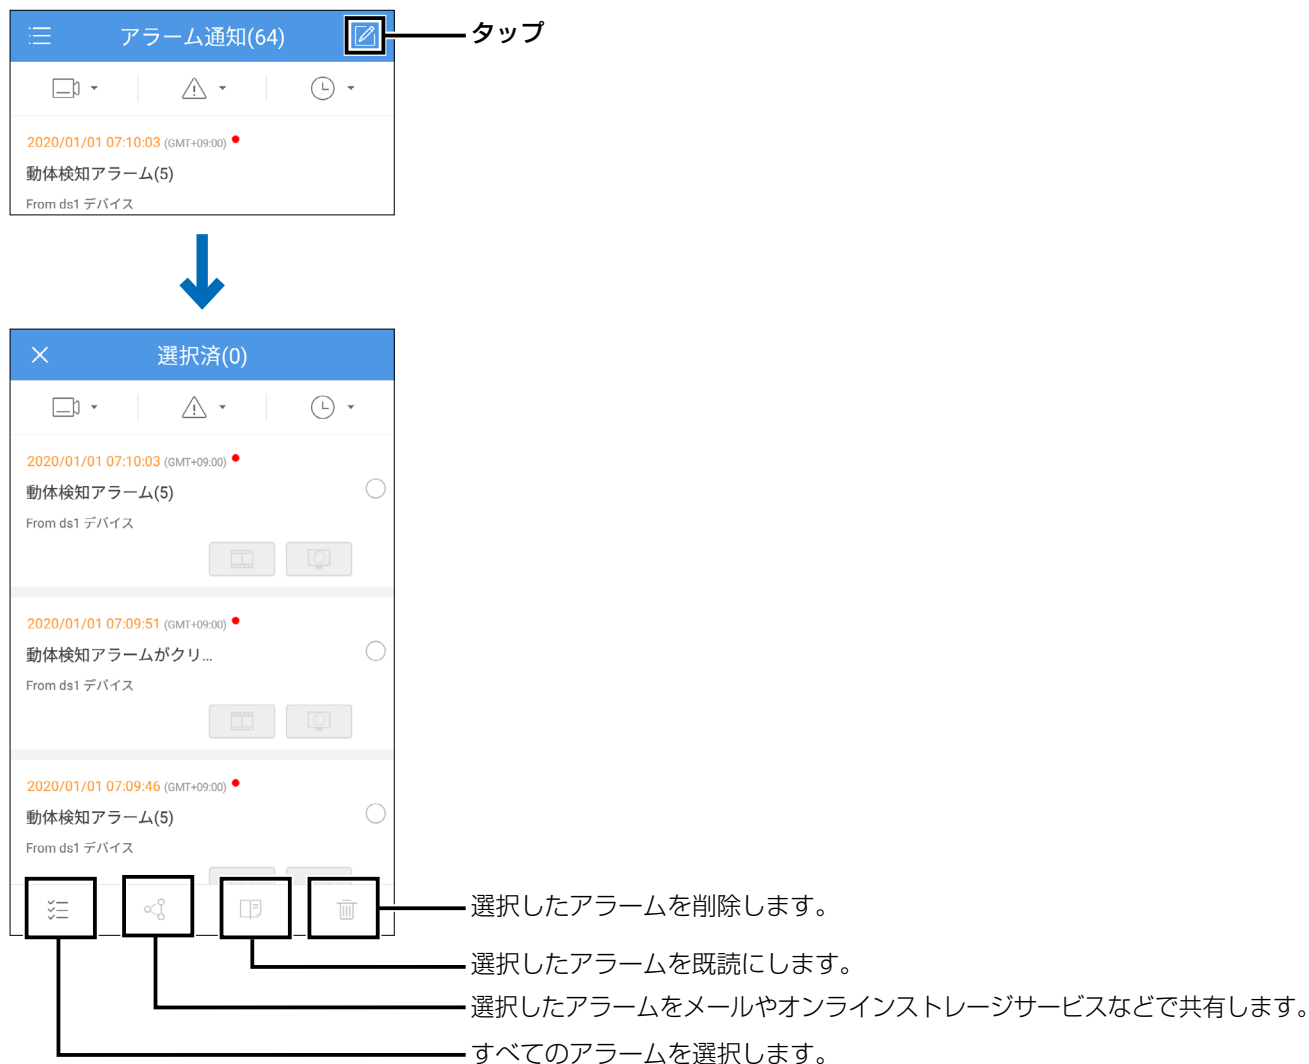 アラーム通知(64)
タップ
2020/01/01 07:10:03 (GMT+09:00)
動体検知アラーム(5)
From ds1 デバイス
選択済(0)
2020/01/01 07:10:03 (GMT+09:00)
動体検知アラーム(5)
From ds1 デバイス
2020/01/01 07:09:51 (GMT+09:00)
動体検知アラームがクリ...
From ds1 デバイス
2020/01/01 07:09:46 (GMT+09:00)
動体検知アラーム(5)
From ds1 デバイス
選択したアラームを削除します。
選択したアラームを既読にします。
選択したアラームをメールやオンラインストレージサービスなどで共有します。
すべてのアラームを選択します。